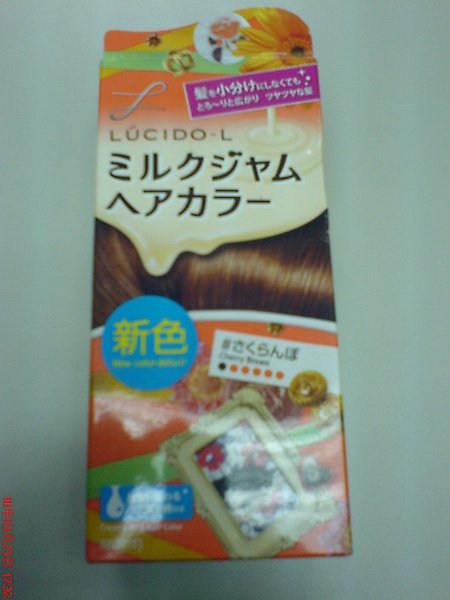 髪を小分けにしなくても
とろ〜りと広がり ツヤツヤな髪
LÚCIDO-L
ミルクジャム
ヘアカラー
新色
New color debut!
#さくらんぼ
Cherry Brown